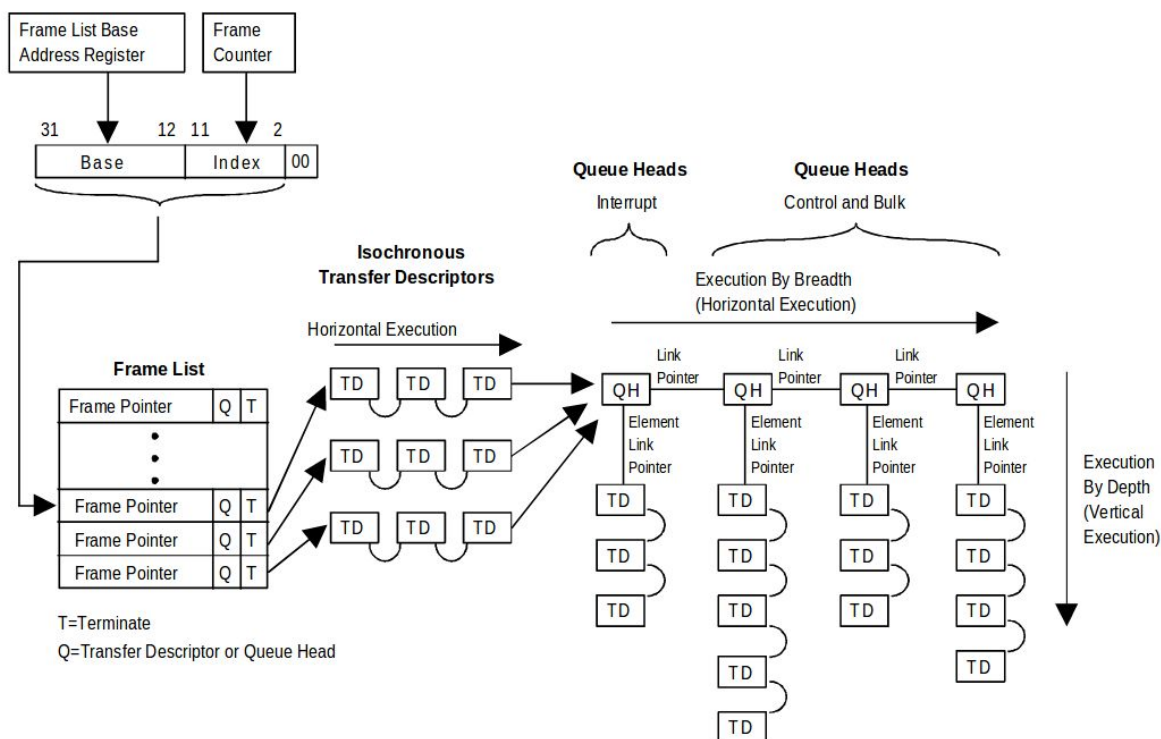 Frame List Base
Address Register
Frame
Counter
31 12 11 2
Base Index 00
Queue Heads
Interrupt
Queue Heads
Control and Bulk
Isochronous
Transfer Descriptors
Execution By Breadth
(Horizontal Execution)
Horizontal Execution
Frame List
Frame Pointer Q T
Frame Pointer Q T
Frame Pointer Q T
Frame Pointer Q T
T=Terminate
Q=Transfer Descriptor or Queue Head
TD TD TD
TD TD TD
TD TD TD
Link
Pointer
Link
Pointer
Link
Pointer
QH QH QH QH
Element
Link
Pointer
Element
Link
Pointer
Element
Link
Pointer
Element
Link
Pointer
TD TD TD TD
TD TD TD TD
TD TD TD TD
TD TD
TD
Execution
By Depth
(Vertical
Execution)